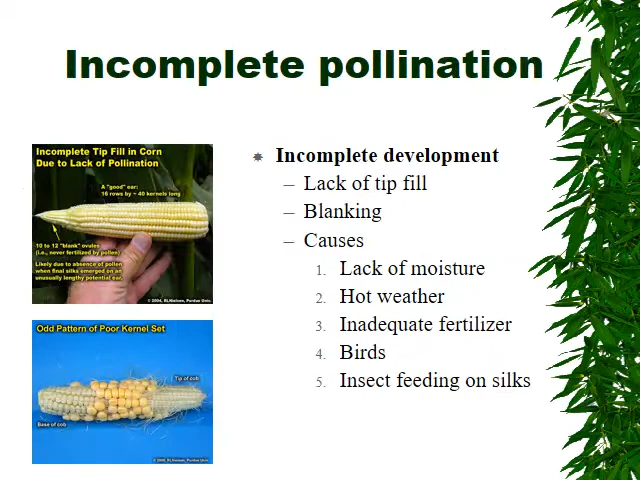 Incomplete pollination
Incomplete Tip Fill in Corn
Due to Lack of Pollination
A "good" ear:
16 rows by ~ 40 kernels long
10 to 12 "blank" ovules
(i.e., never fertilized by pollen)
Likely due to absence of pollen
when final silks emerged on an
unusually lengthy potential ear.
© 2004, RLNielsen, Purdue Univ.
Odd Pattern of Poor Kernel Set
Tip of cob
Base of cob
Incomplete development
– Lack of tip fill
– Blanking
– Causes
1. Lack of moisture
2. Hot weather
3. Inadequate fertilizer
4. Birds
5. Insect feeding on silks